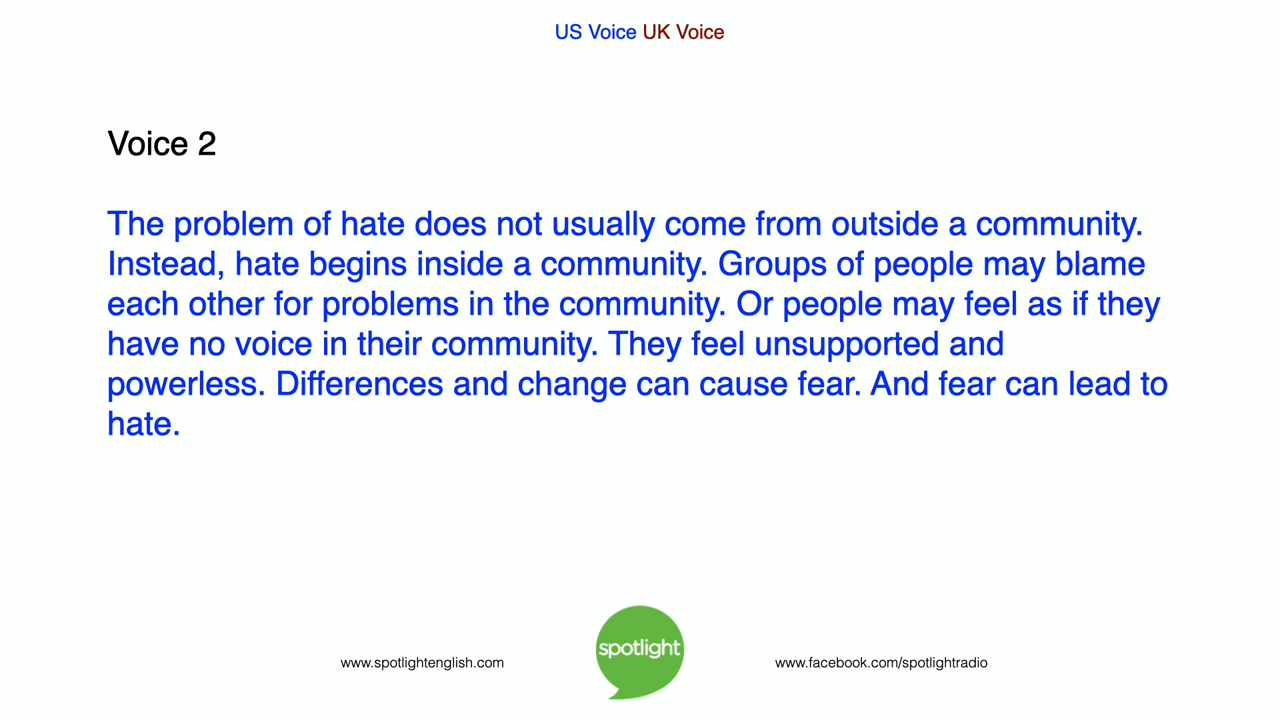 US Voice UK Voice
Voice 2
The problem of hate does not usually come from outside a community.
Instead, hate begins inside a community. Groups of people may blame
each other for problems in the community. Or people may feel as if they
have no voice in their community. They feel unsupported and
powerless. Differences and change can cause fear. And fear can lead to
hate.
www.spotlightenglish.com
spotlight
www.facebook.com/spotlightradio